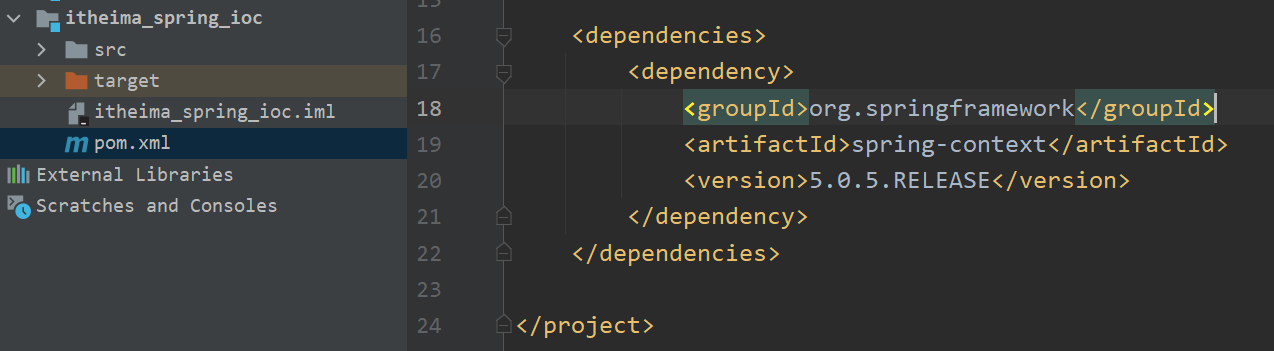 itheima_spring_ioc
src
target
itheima_spring_ioc.iml
pom.xml
External Libraries
Scratches and Consoles
15
16 <dependencies>
17 <dependency>
18 <groupId>org.springframework</groupId>
19 <artifactId>spring-context</artifactId>
20 <version>5.0.5.RELEASE</version>
21 </dependency>
22 </dependencies>
23
24 </project>